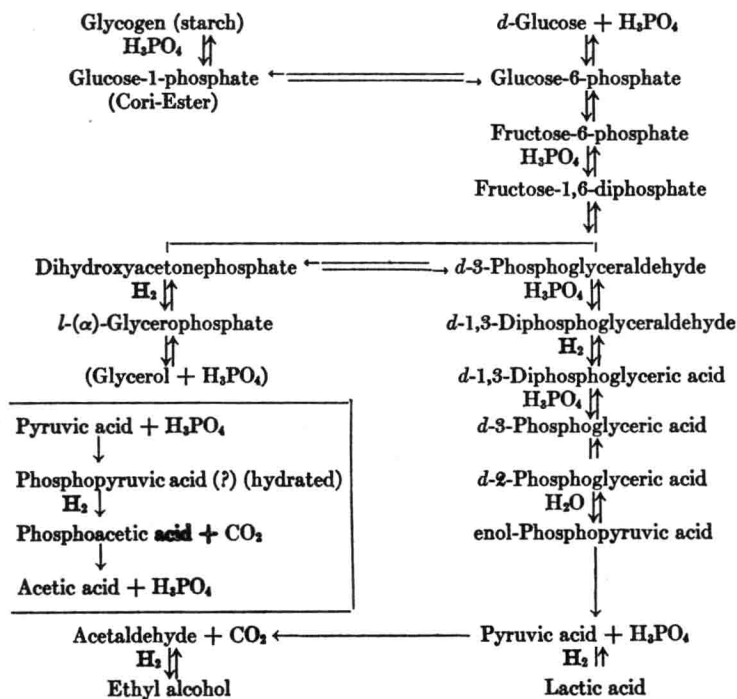 Glycogen (starch) d-Glucose + H₃PO₄
H₃PO₄
Glucose-1-phosphate Glucose-6-phosphate
(Cori-Ester)
Fructose-6-phosphate
H₃PO₄
Fructose-1,6-diphosphate
Dihydroxyacetonephosphate d-3-Phosphoglyceraldehyde
H₂ H₃PO₄
l-(α)-Glycerophosphate d-1,3-Diphosphoglyceraldehyde
H₂
(Glycerol + H₃PO₄) d-1,3-Diphosphoglyceric acid
H₃PO₄
Pyruvic acid + H₃PO₄ d-3-Phosphoglyceric acid
Phosphopyruvic acid (?) (hydrated) d-2-Phosphoglyceric acid
H₂ H₂O
Phosphoacetic acid + CO₂ enol-Phosphopyruvic acid
Acetic acid + H₃PO₄
Acetaldehyde + CO₂ Pyruvic acid + H₃PO₄
H₂ H₂
Ethyl alcohol Lactic acid